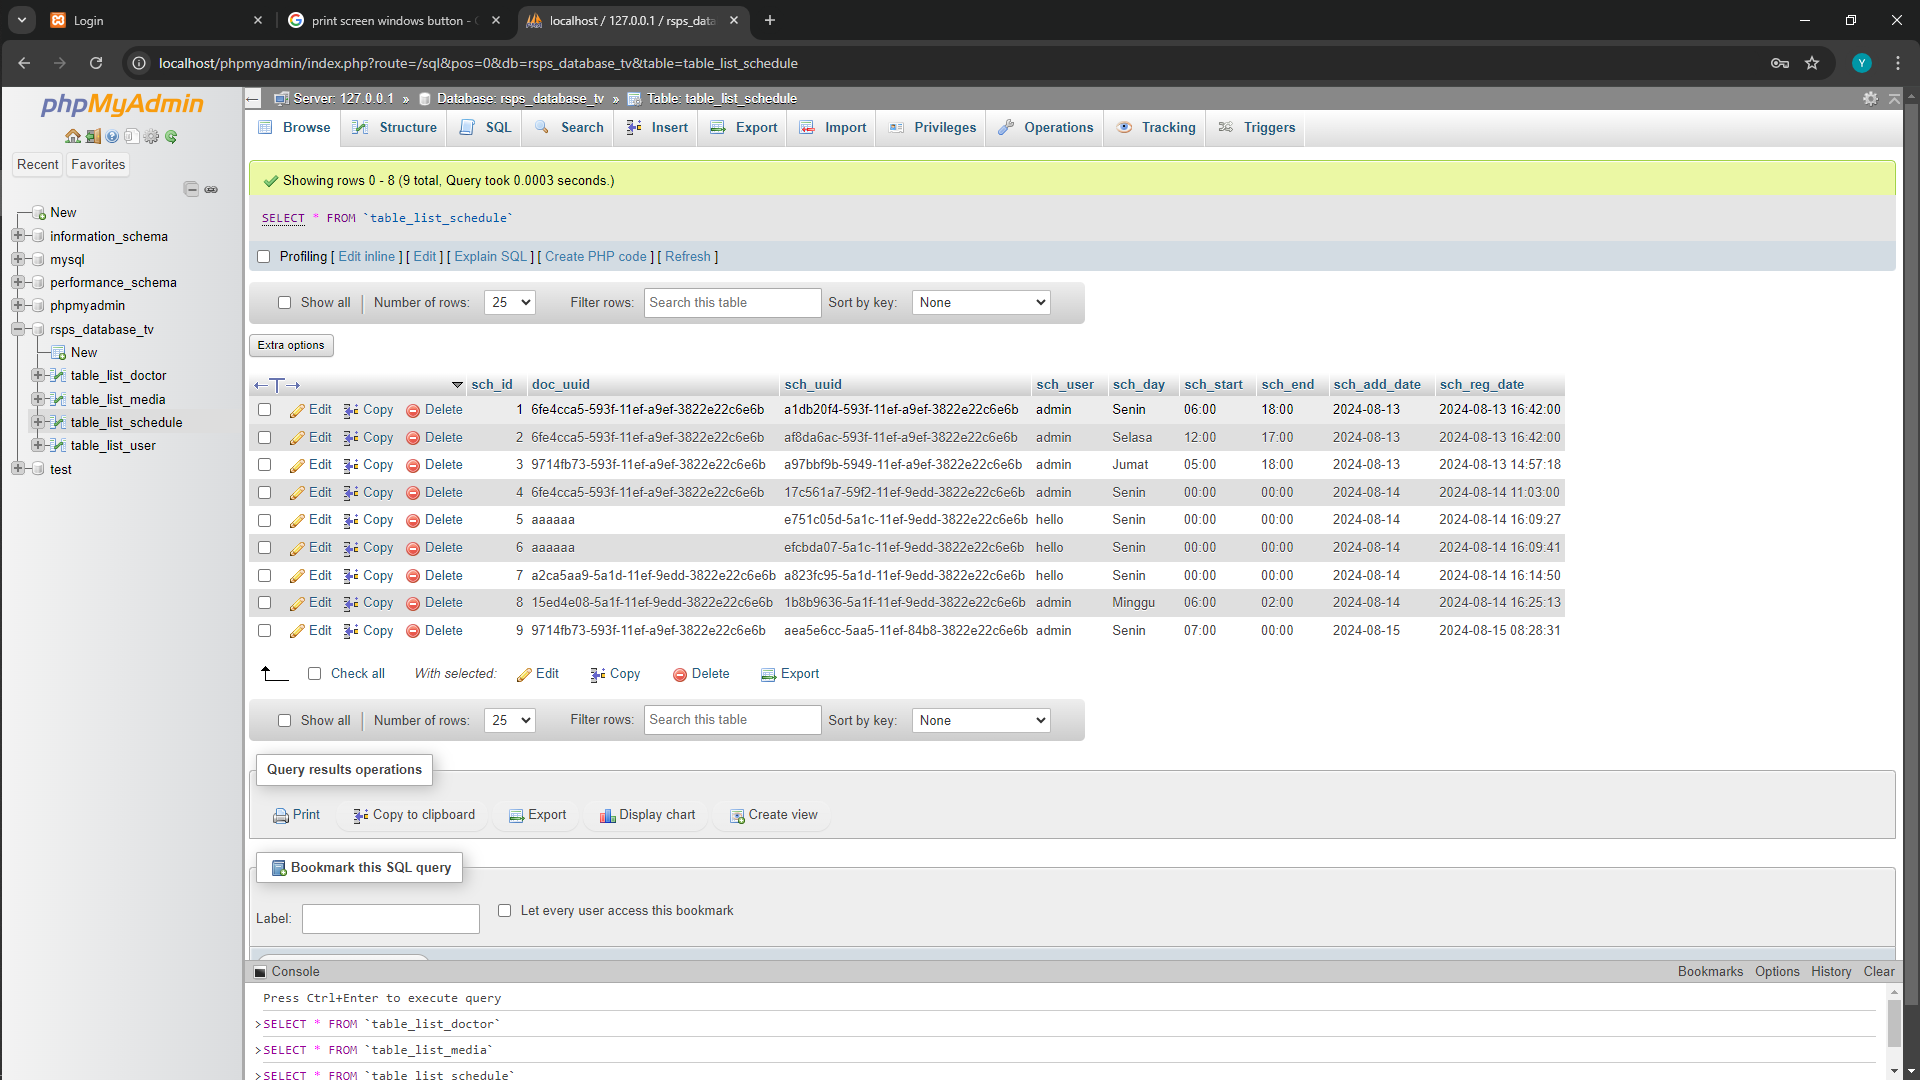 Login
print screen windows button -
localhost / 127.0.0.1 / rsps_data
localhost/phpmyadmin/index.php?route=/sql&pos=0&db=rsps_database_tv&table=table_list_schedule
Y
phpMyAdmin
Recent Favorites
New
information_schema
mysql
performance_schema
phpmyadmin
rsps_database_tv
New
table_list_doctor
table_list_media
table_list_schedule
table_list_user
test
Server: 127.0.0.1 » Database: rsps_database_tv » Table: table_list_schedule
Browse Structure SQL Search Insert Export Import Privileges Operations Tracking Triggers
Showing rows 0 - 8 (9 total, Query took 0.0003 seconds.)
SELECT * FROM `table_list_schedule`
Profiling [ Edit inline ] [ Edit ] [ Explain SQL ] [ Create PHP code ] [ Refresh ]
Show all Number of rows: 25 Filter rows: Search this table Sort by key: None
Extra options
←T→ sch_id doc_uuid sch_uuid sch_user sch_day sch_start sch_end sch_add_date sch_reg_date
Edit Copy Delete 1 6fe4cca5-593f-11ef-a9ef-3822e22c6e6b a1db20f4-593f-11ef-a9ef-3822e22c6e6b admin Senin 06:00 18:00 2024-08-13 2024-08-13 16:42:00
Edit Copy Delete 2 6fe4cca5-593f-11ef-a9ef-3822e22c6e6b af8da6ac-593f-11ef-a9ef-3822e22c6e6b admin Selasa 12:00 17:00 2024-08-13 2024-08-13 16:42:00
Edit Copy Delete 3 9714fb73-593f-11ef-a9ef-3822e22c6e6b a97bbf9b-5949-11ef-a9ef-3822e22c6e6b admin Jumat 05:00 18:00 2024-08-13 2024-08-13 14:57:18
Edit Copy Delete 4 6fe4cca5-593f-11ef-a9ef-3822e22c6e6b 17c561a7-59f2-11ef-9edd-3822e22c6e6b admin Senin 00:00 00:00 2024-08-14 2024-08-14 11:03:00
Edit Copy Delete 5 aaaaaa e751c05d-5a1c-11ef-9edd-3822e22c6e6b hello Senin 00:00 00:00 2024-08-14 2024-08-14 16:09:27
Edit Copy Delete 6 aaaaaa efcbda07-5a1c-11ef-9edd-3822e22c6e6b hello Senin 00:00 00:00 2024-08-14 2024-08-14 16:09:41
Edit Copy Delete 7 a2ca5aa9-5a1d-11ef-9edd-3822e22c6e6b a823fc95-5a1d-11ef-9edd-3822e22c6e6b hello Senin 00:00 00:00 2024-08-14 2024-08-14 16:14:50
Edit Copy Delete 8 15ed4e08-5a1f-11ef-9edd-3822e22c6e6b 1b8b9636-5a1f-11ef-9edd-3822e22c6e6b admin Minggu 06:00 02:00 2024-08-14 2024-08-14 16:25:13
Edit Copy Delete 9 9714fb73-593f-11ef-a9ef-3822e22c6e6b aea5e6cc-5aa5-11ef-84b8-3822e22c6e6b admin Senin 07:00 00:00 2024-08-15 2024-08-15 08:28:31
Check all With selected: Edit Copy Delete Export
Show all Number of rows: 25 Filter rows: Search this table Sort by key: None
Query results operations
Print Copy to clipboard Export Display chart Create view
Bookmark this SQL query
Label: Let every user access this bookmark
Console Bookmarks Options History Clear
Press Ctrl+Enter to execute query
>SELECT * FROM `table_list_doctor`
>SELECT * FROM `table_list_media`
>SELECT * FROM `table_list_schedule`